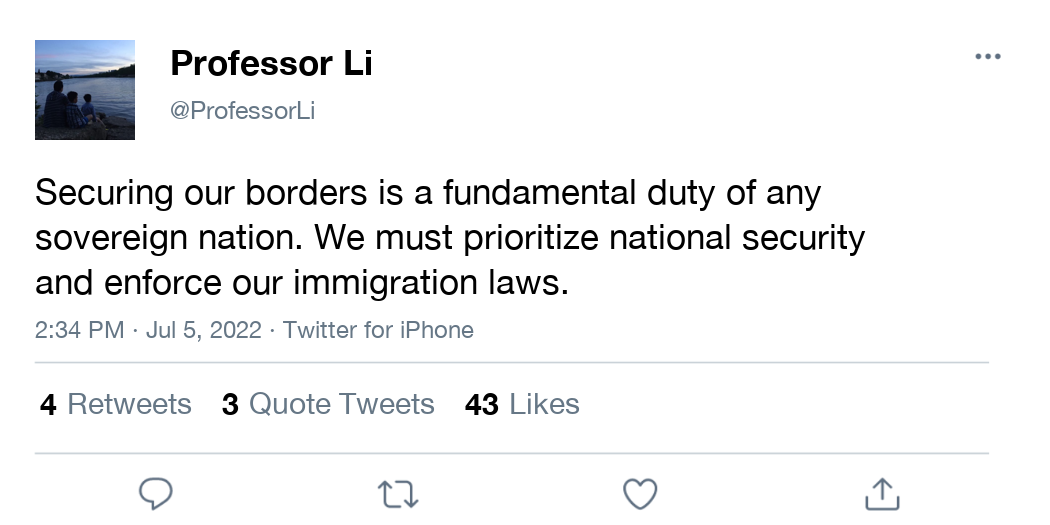 Professor Li
@ProfessorLi
Securing our borders is a fundamental duty of any
sovereign nation. We must prioritize national security
and enforce our immigration laws.
2:34 PM · Jul 5, 2022 · Twitter for iPhone
4 Retweets 3 Quote Tweets 43 Likes